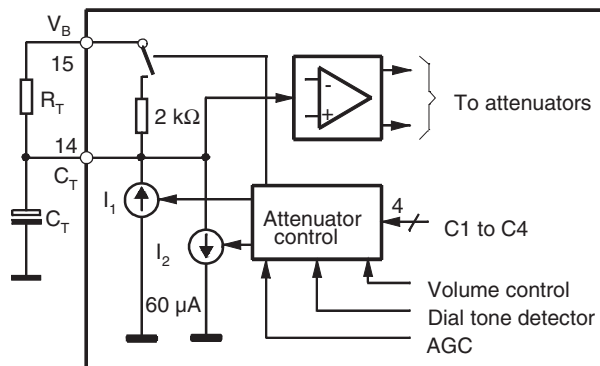 V_B
15
R_T
2 kΩ
-
+
To attenuators
14
C_T
I_1
C_T
Attenuator
control
4
C1 to C4
I_2
60 µA
Volume control
Dial tone detector
AGC